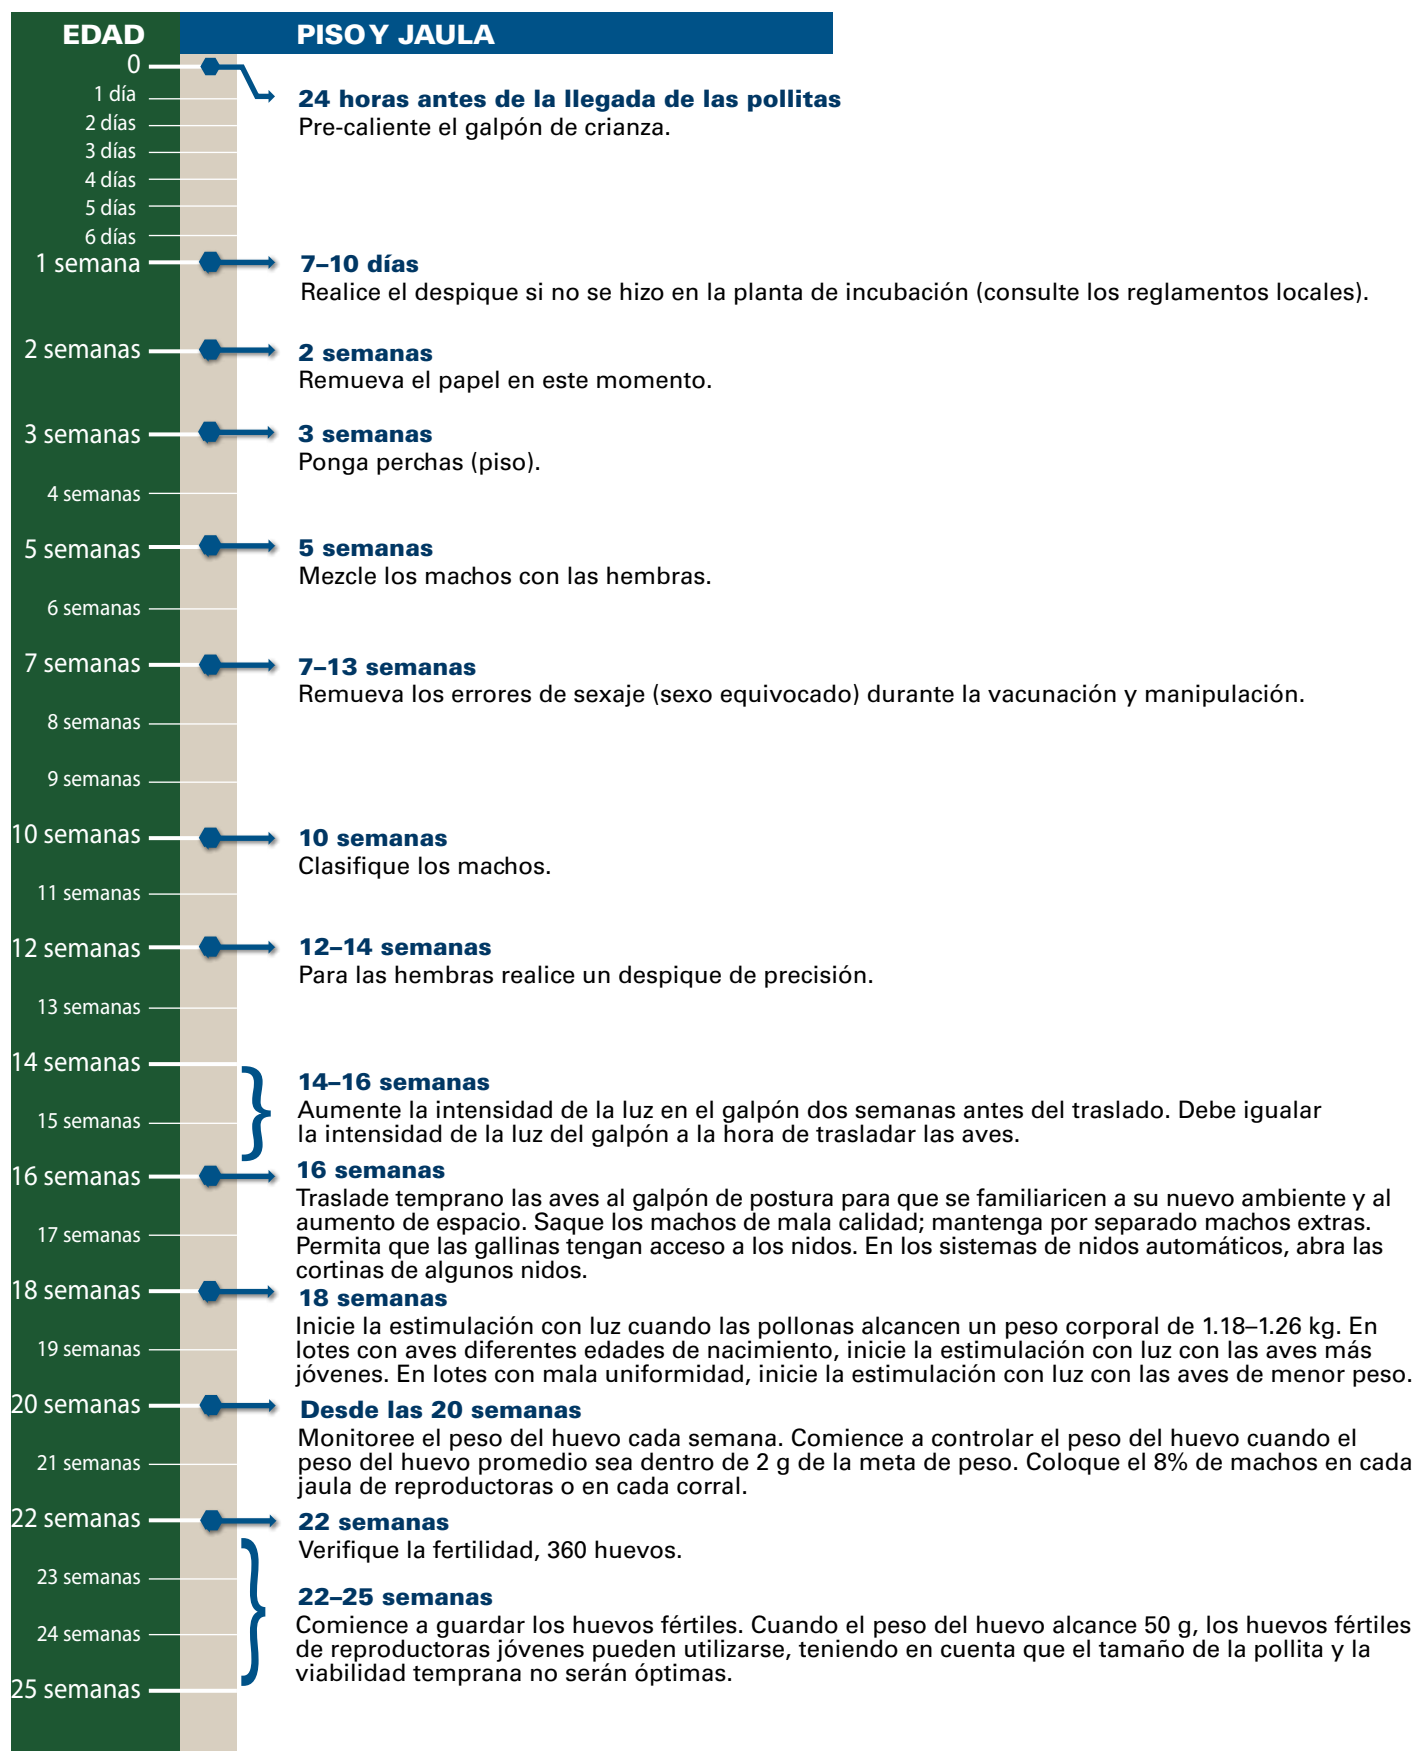 EDAD
PISO Y JAULA
0
1 día
24 horas antes de la llegada de las pollitas
2 días
Pre-caliente el galpón de crianza.
3 días
4 días
5 días
6 días
1 semana
7–10 días
Realice el despique si no se hizo en la planta de incubación (consulte los reglamentos locales).
2 semanas
2 semanas
Remueva el papel en este momento.
3 semanas
3 semanas
Ponga perchas (piso).
4 semanas
5 semanas
5 semanas
Mezcle los machos con las hembras.
6 semanas
7 semanas
7–13 semanas
Remueva los errores de sexaje (sexo equivocado) durante la vacunación y manipulación.
8 semanas
9 semanas
10 semanas
10 semanas
Clasifique los machos.
11 semanas
12 semanas
12–14 semanas
Para las hembras realice un despique de precisión.
13 semanas
14 semanas
14–16 semanas
Aumente la intensidad de la luz en el galpón dos semanas antes del traslado. Debe igualar
15 semanas
la intensidad de la luz del galpón a la hora de trasladar las aves.
16 semanas
16 semanas
Traslade temprano las aves al galpón de postura para que se familiaricen a su nuevo ambiente y al
aumento de espacio. Saque los machos de mala calidad; mantenga por separado machos extras.
17 semanas
Permita que las gallinas tengan acceso a los nidos. En los sistemas de nidos automáticos, abra las
cortinas de algunos nidos.
18 semanas
18 semanas
Inicie la estimulación con luz cuando las pollonas alcancen un peso corporal de 1.18–1.26 kg. En
19 semanas
lotes con aves diferentes edades de nacimiento, inicie la estimulación con luz con las aves más
jóvenes. En lotes con mala uniformidad, inicie la estimulación con luz con las aves de menor peso.
20 semanas
Desde las 20 semanas
Monitoree el peso del huevo cada semana. Comience a controlar el peso del huevo cuando el
21 semanas
peso del huevo promedio sea dentro de 2 g de la meta de peso. Coloque el 8% de machos en cada
jaula de reproductoras o en cada corral.
22 semanas
22 semanas
Verifique la fertilidad, 360 huevos.
23 semanas
22–25 semanas
Comience a guardar los huevos fértiles. Cuando el peso del huevo alcance 50 g, los huevos fértiles
24 semanas
de reproductoras jóvenes pueden utilizarse, teniendo en cuenta que el tamaño de la pollita y la
viabilidad temprana no serán óptimas.
25 semanas